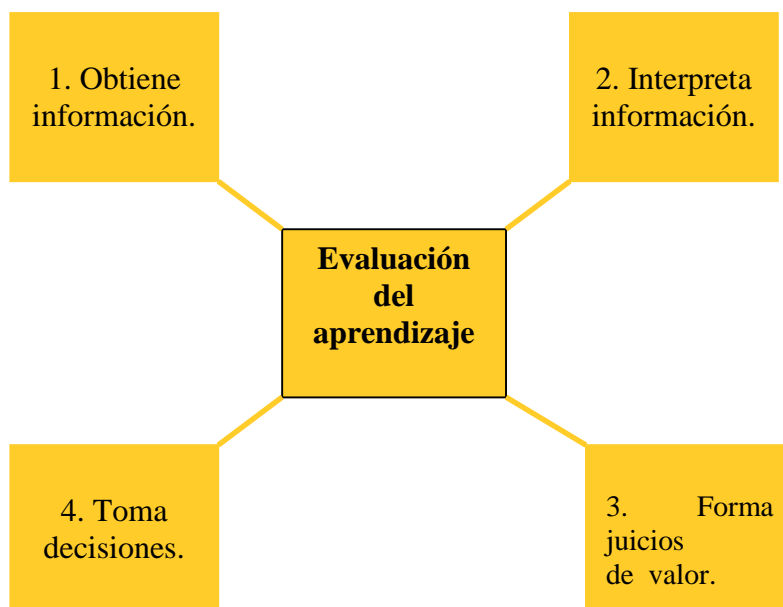 1. Obtiene
información.
2. Interpreta
información.
Evaluación
del
aprendizaje
4. Toma
decisiones.
3. Forma
juicios
de valor.